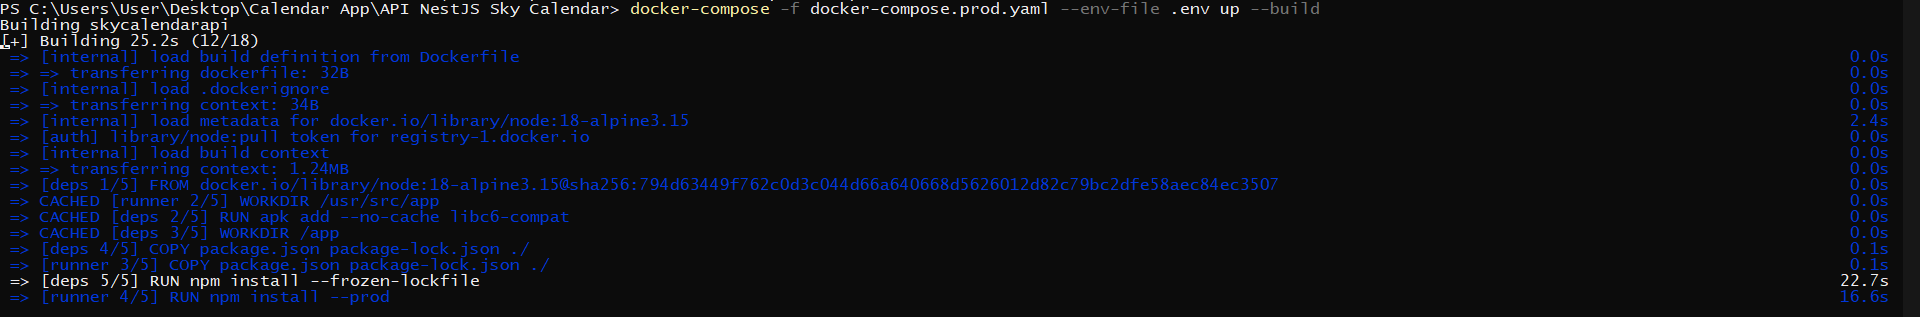 PS C:\Users\User\Desktop\Calendar App\API NestJS Sky Calendar> docker-compose -f docker-compose.prod.yaml --env-file .env up --build
Building skycalendarapi
[+] Building 25.2s (12/18)
=> [internal] load build definition from Dockerfile 0.0s
=> => transferring dockerfile: 32B 0.0s
=> [internal] load .dockerignore 0.0s
=> => transferring context: 34B 0.0s
=> [internal] load metadata for docker.io/library/node:18-alpine3.15 2.4s
=> [auth] library/node:pull token for registry-1.docker.io 0.0s
=> [internal] load build context 0.0s
=> => transferring context: 1.24MB 0.0s
=> [deps 1/5] FROM docker.io/library/node:18-alpine3.15@sha256:794d63449f762c0d3c044d66a640668d5626012d82c79bc2dfe58aec84ec3507 0.0s
=> CACHED [runner 2/5] WORKDIR /usr/src/app 0.0s
=> CACHED [deps 2/5] RUN apk add --no-cache libc6-compat 0.0s
=> CACHED [deps 3/5] WORKDIR /app 0.0s
=> [deps 4/5] COPY package.json package-lock.json ./ 0.1s
=> [runner 3/5] COPY package.json package-lock.json ./ 0.1s
=> [deps 5/5] RUN npm install --frozen-lockfile 22.7s
=> [runner 4/5] RUN npm install --prod 16.6s